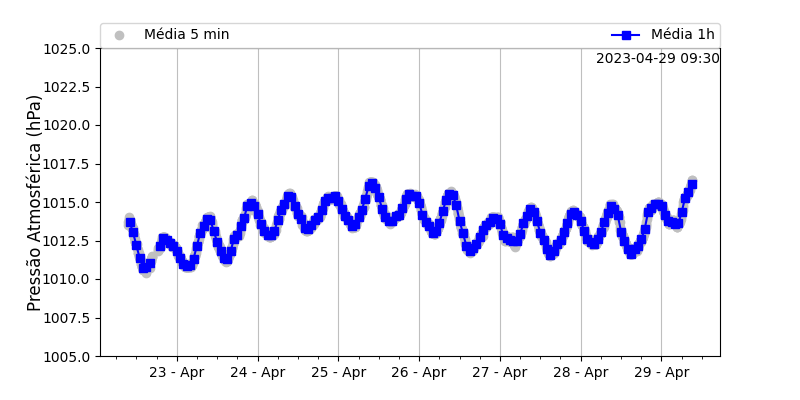 Média 5 min
Média 1h
2023-04-29 09:30
Pressão Atmosférica (hPa)
1025.0
1022.5
1020.0
1017.5
1015.0
1012.5
1010.0
1007.5
1005.0
23 - Apr
24 - Apr
25 - Apr
26 - Apr
27 - Apr
28 - Apr
29 - Apr